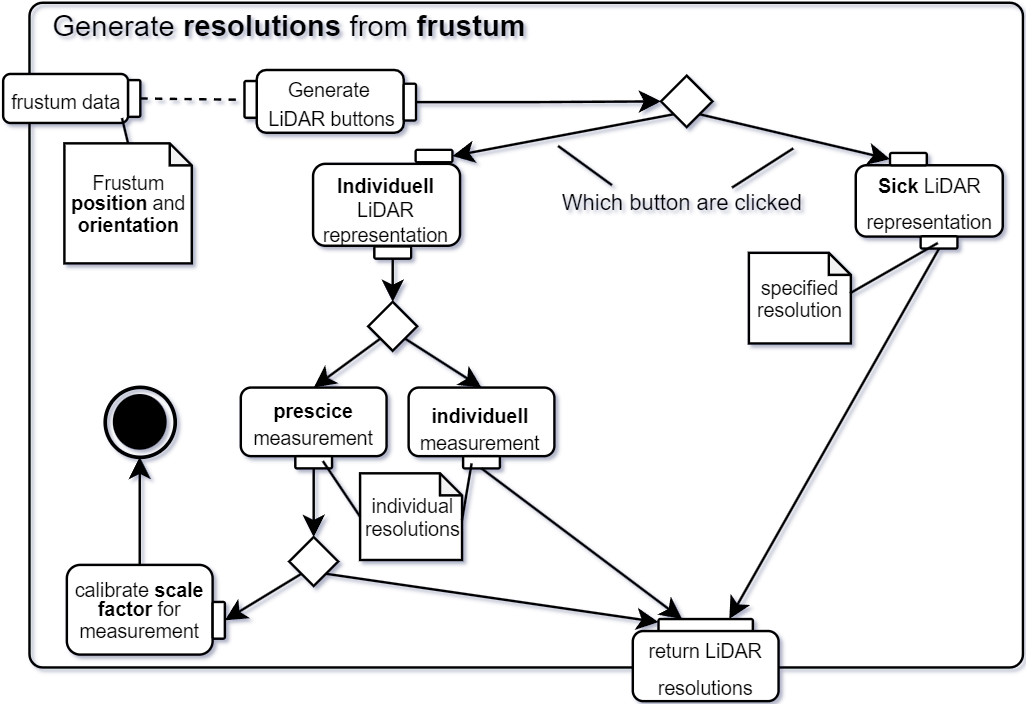 Generate resolutions from frustum
frustum data
Generate
LiDAR buttons
Frustum
position and
orientation
Individuell
LiDAR
representation
Which button are clicked
Sick LiDAR
representation
specified
resolution
prescice
measurement
individuell
measurement
individual
resolutions
calibrate scale
factor for
measurement
return LiDAR
resolutions